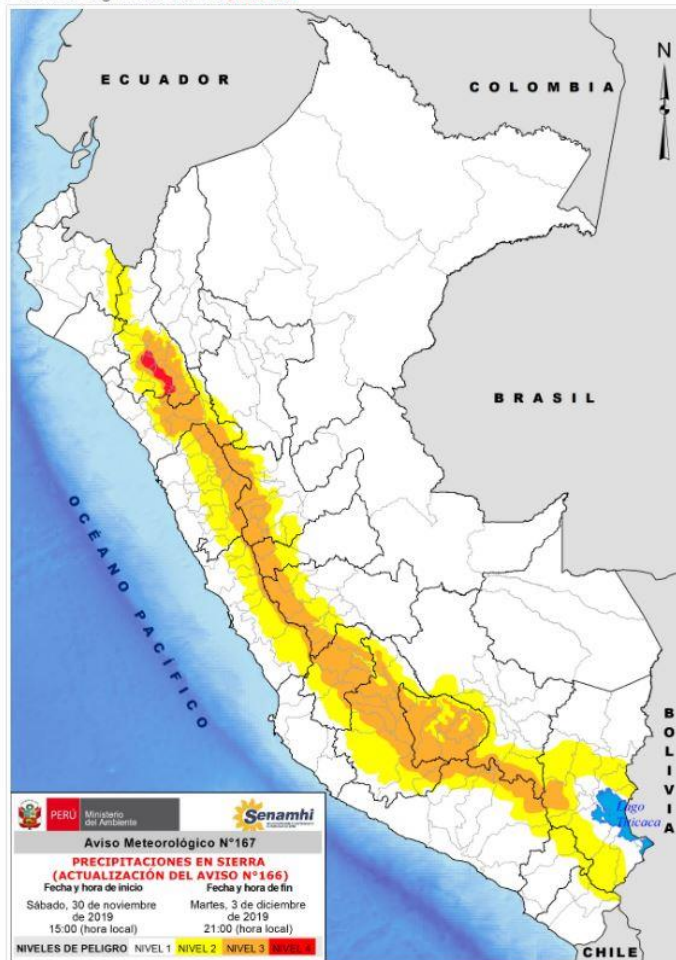 ECUADOR
COLOMBIA
N
BRASIL
OCÉANO PACÍFICO
BOLIVIA
Lago
Titicaca
PERÚ Ministerio
del Ambiente
Senamhi
Aviso Meteorológico N°167
PRECIPITACIONES EN SIERRA
(ACTUALIZACIÓN DEL AVISO N°166)
Fecha y hora de inicio Fecha y hora de fin
Sábado, 30 de noviembre Martes, 3 de diciembre
de 2019 de 2019
15:00 (hora local) 21:00 (hora local)
NIVELES DE PELIGRO NIVEL 1 NIVEL 2 NIVEL 3 NIVEL 4
CHILE